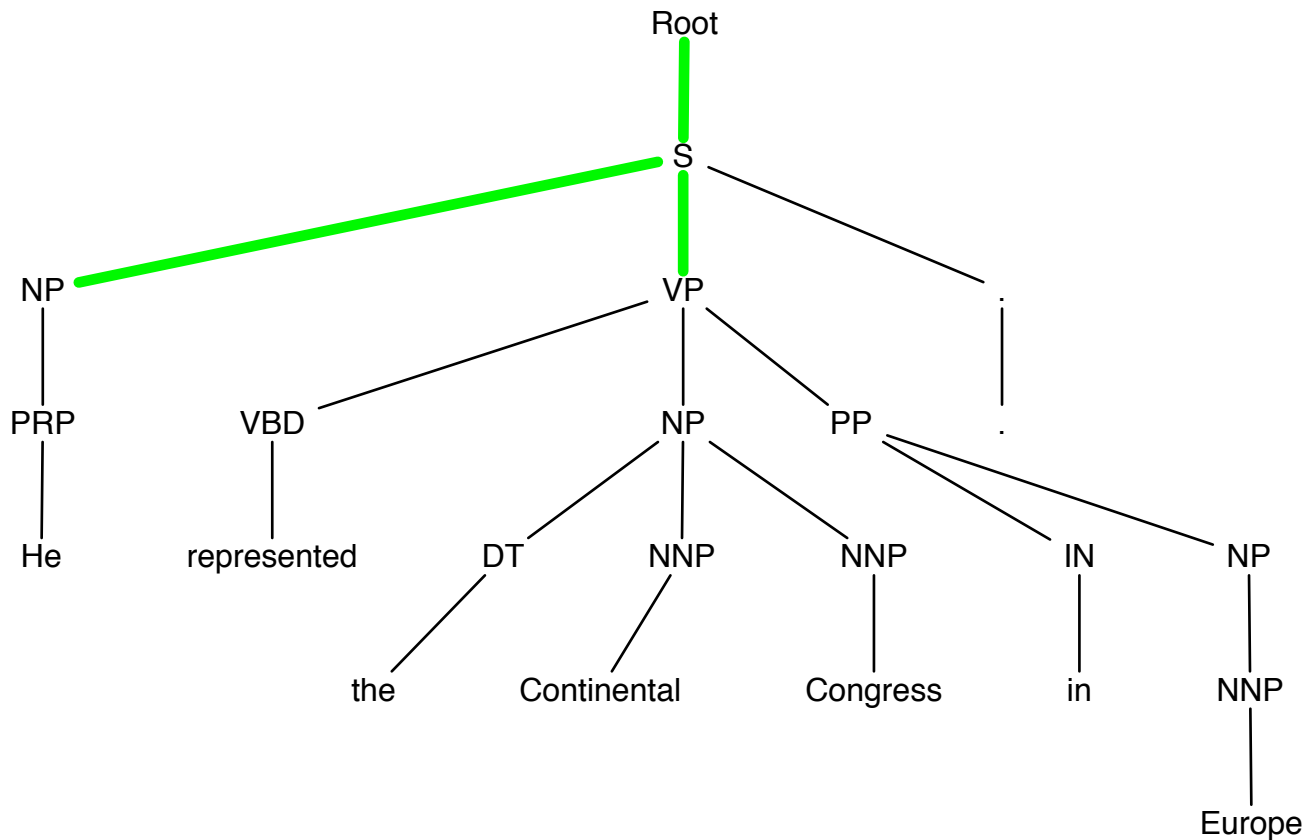 Root
S
NP VP .
PRP VBD NP PP .
He represented DT NNP NNP IN NP
the Continental Congress in NNP
Europe